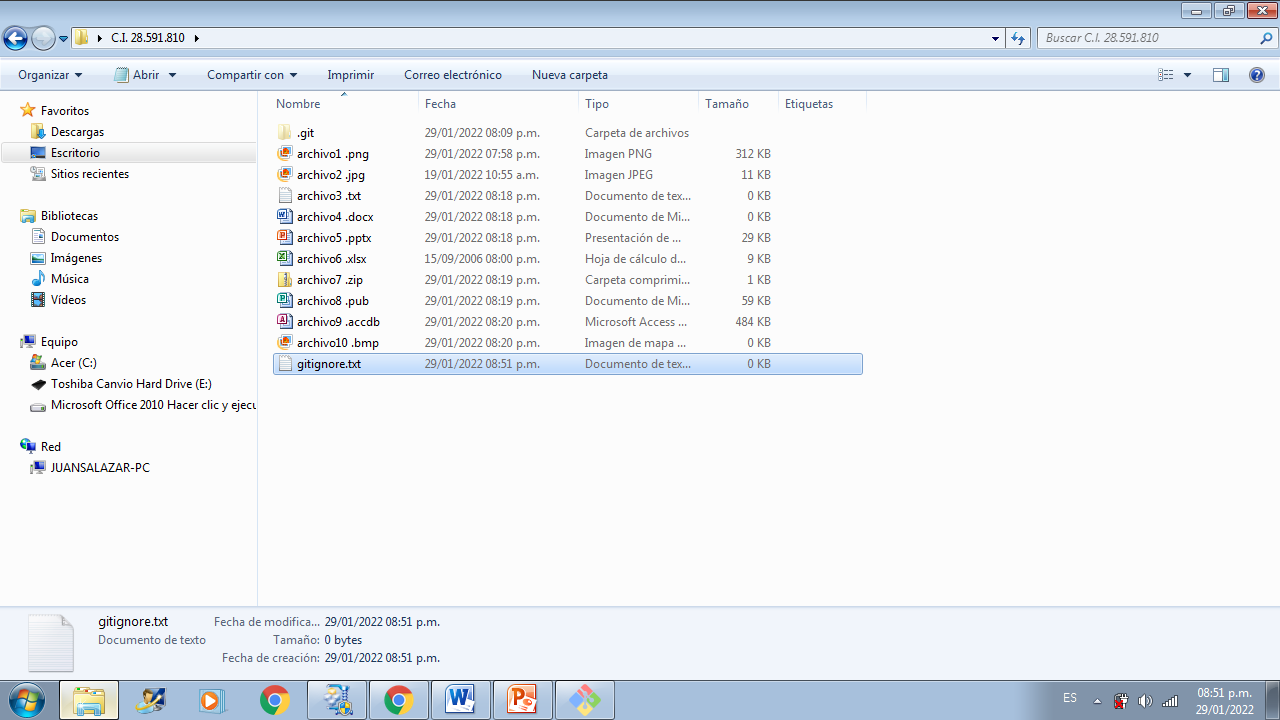 C.I. 28.591.810
Buscar C.I. 28.591.810
Organizar Abrir Compartir con Imprimir Correo electrónico Nueva carpeta
Favoritos
Descargas
Escritorio
Sitios recientes
Bibliotecas
Documentos
Imágenes
Música
Vídeos
Equipo
Acer (C:)
Toshiba Canvio Hard Drive (E:)
Microsoft Office 2010 Hacer clic y ejecu
Red
JUANSALAZAR-PC
Nombre Fecha Tipo Tamaño Etiquetas
.git 29/01/2022 08:09 p.m. Carpeta de archivos
archivo1 .png 29/01/2022 07:58 p.m. Imagen PNG 312 KB
archivo2 .jpg 19/01/2022 10:55 a.m. Imagen JPEG 11 KB
archivo3 .txt 29/01/2022 08:18 p.m. Documento de tex... 0 KB
archivo4 .docx 29/01/2022 08:18 p.m. Documento de Mi... 0 KB
archivo5 .pptx 29/01/2022 08:18 p.m. Presentación de ... 29 KB
archivo6 .xlsx 15/09/2006 08:00 p.m. Hoja de cálculo d... 9 KB
archivo7 .zip 29/01/2022 08:19 p.m. Carpeta comprimi... 1 KB
archivo8 .pub 29/01/2022 08:19 p.m. Documento de Mi... 59 KB
archivo9 .accdb 29/01/2022 08:20 p.m. Microsoft Access ... 484 KB
archivo10 .bmp 29/01/2022 08:20 p.m. Imagen de mapa ... 0 KB
gitignore.txt 29/01/2022 08:51 p.m. Documento de tex... 0 KB
gitignore.txt Fecha de modifica... 29/01/2022 08:51 p.m.
Documento de texto Tamaño: 0 bytes
Fecha de creación: 29/01/2022 08:51 p.m.
ES
08:51 p.m.
29/01/2022